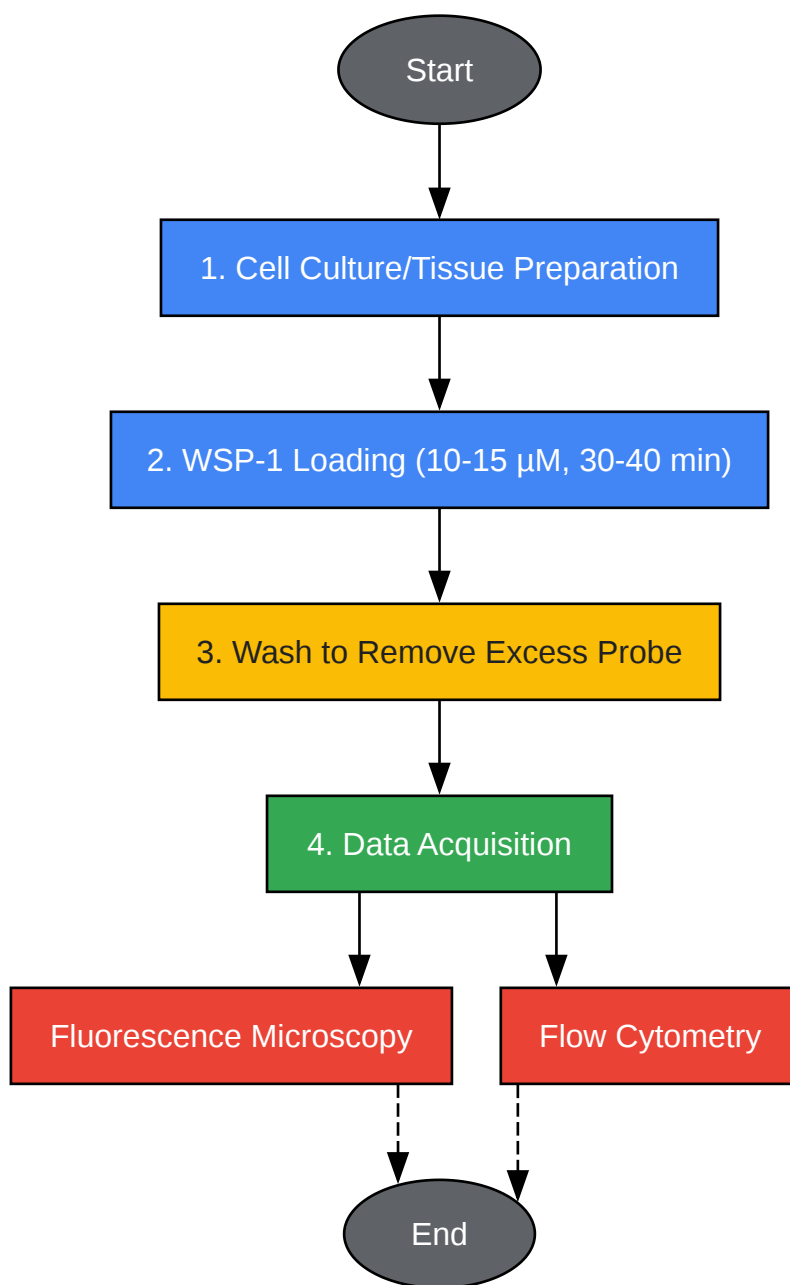 Start
1. Cell Culture/Tissue Preparation
2. WSP-1 Loading (10-15 µM, 30-40 min)
3. Wash to Remove Excess Probe
4. Data Acquisition
Fluorescence Microscopy
Flow Cytometry
End